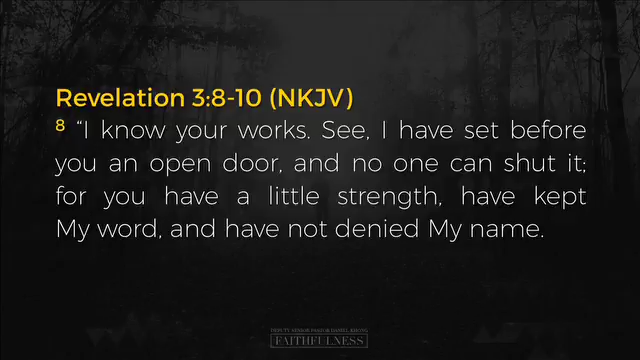 Revelation 3:8-10 (NKJV)
8 “I know your works. See, I have set before
you an open door, and no one can shut it;
for you have a little strength, have kept
My word, and have not denied My name.
FAITHFULNESS